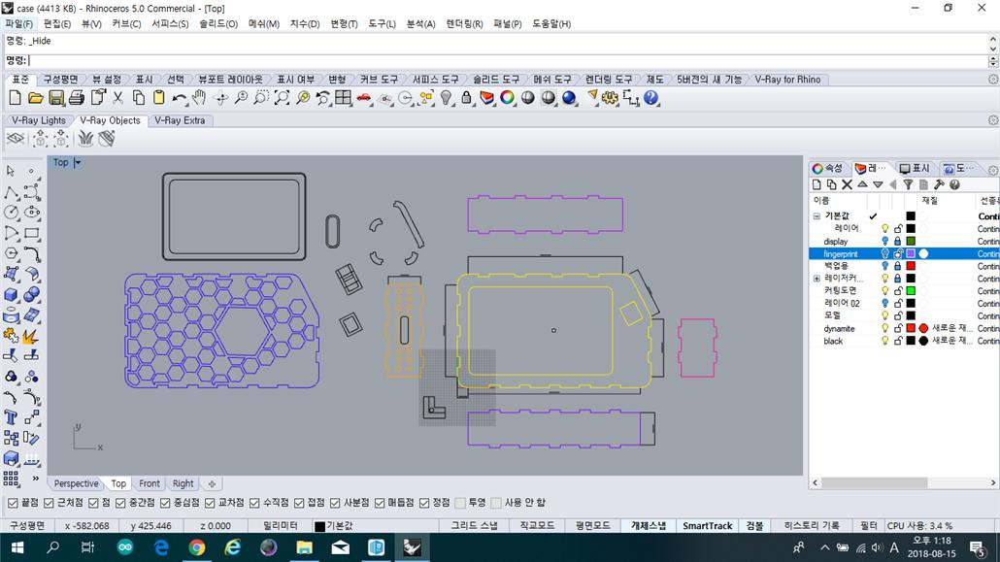 case (4413 KB) - Rhinoceros 5.0 Commercial - [Top]
파일(F) 편집(E) 뷰(V) 커브(C) 서피스(S) 솔리드(O) 메쉬(M) 치수(D) 변형(T) 도구(L) 분석(A) 렌더링(R) 패널(P) 도움말(H)
명령: _Hide
명령:
표준 구성평면 뷰 설정 표시 선택 뷰포트 레이아웃 표시 여부 변형 커브 도구 서피스 도구 솔리드 도구 메쉬 도구 렌더링 도구 제도 5버전의 새 기능 V-Ray for Rhino
V-Ray Lights V-Ray Objects V-Ray Extra
Top
속성 레… 표시 도…
이름 재질 선종
기본값 Conti
레이어 Contin
display Contin
fingerprint Contin
백업용 Contin
레이저커… Contin
커팅도면 Contin
레이어 02 Contin
모델 Contin
dynamite 새로운 재… Contin
black 새로운 재… Contin
y
x
Perspective Top Front Right
끝점 근처점 점 중간점 중심점 교차점 수직점 접점 사분점 매듭점 정점 투영 사용 안 함
구성평면 x -582.068 y 425.446 z 0.000 밀리미터 기본값 그리드 스냅 직교모드 평면모드 개체스냅 SmartTrack 검볼 히스토리 기록 필터 CPU 사용: 3.4 %
A 오후 1:18
2018-08-15 5